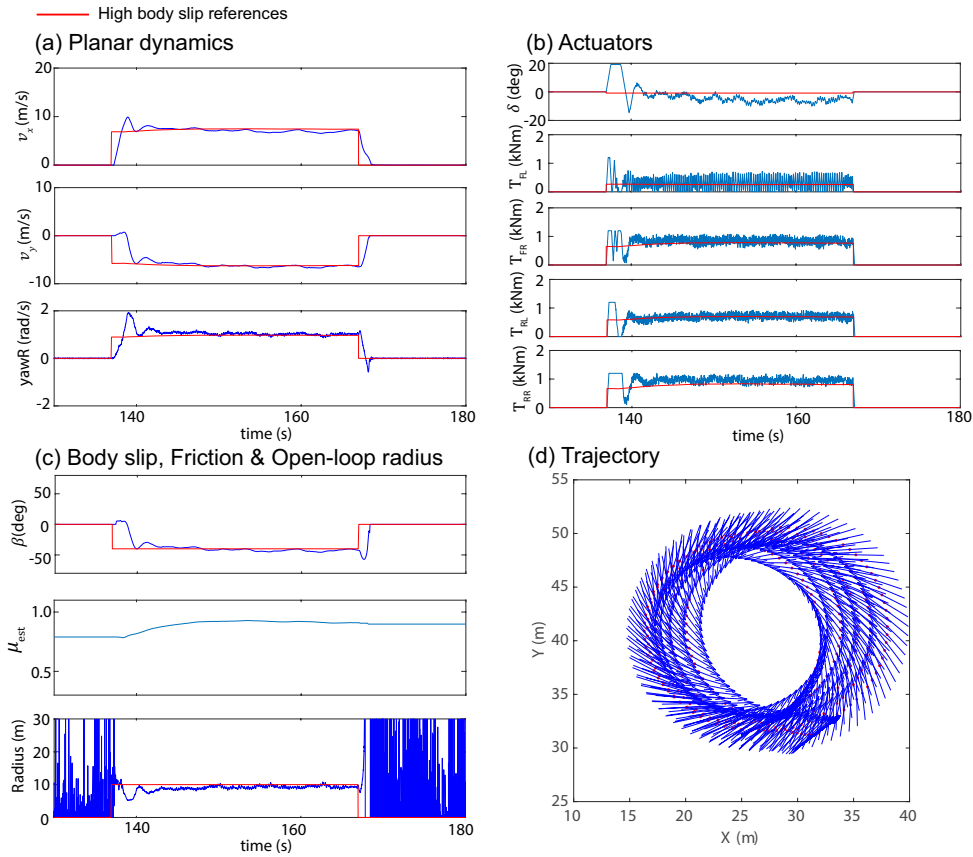 High body slip references
(a) Planar dynamics
20
10
0
v_x (m/s)
10
0
-10
v_y (m/s)
2
0
-2
yawR (rad/s)
140 160 180
time (s)
(b) Actuators
20
0
-20
δ (deg)
2
1
0
T_FL (kNm)
2
1
0
T_FR (kNm)
2
1
0
T_RL (kNm)
2
1
0
T_RR (kNm)
140 160 180
time (s)
(c) Body slip, Friction & Open-loop radius
50
0
-50
β(deg)
1.0
0.5
μ_est
30
20
10
0
Radius (m)
140 160 180
time (s)
(d) Trajectory
55
50
45
40
35
30
25
Y (m)
10 15 20 25 30 35 40
X (m)